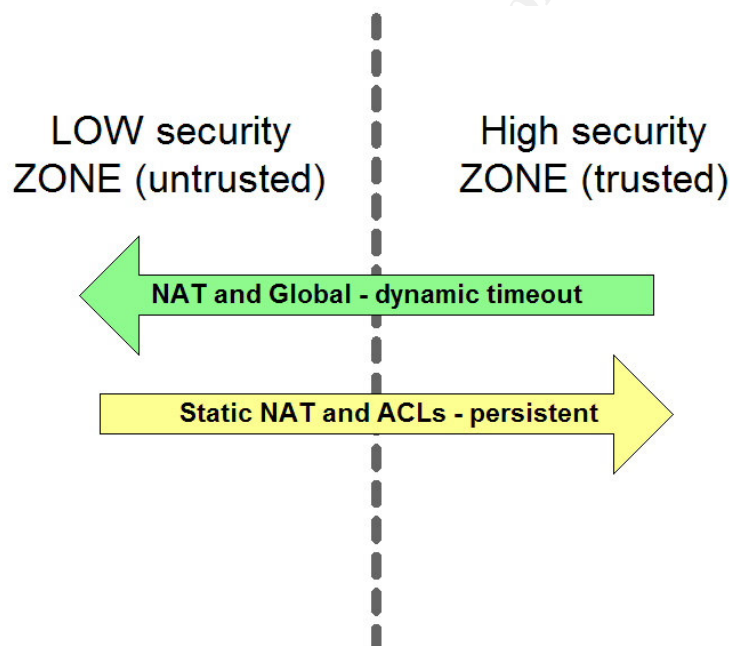 LOW security
ZONE (untrusted)
High security
ZONE (trusted)
NAT and Global - dynamic timeout
Static NAT and ACLs - persistent